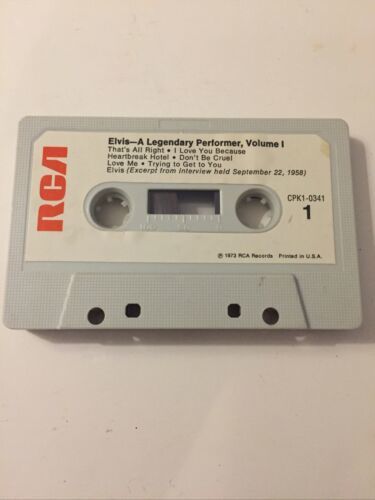 RCA
Elvis—A Legendary Performer, Volume I
That's All Right • I Love You Because
Heartbreak Hotel • Don't Be Cruel
Love Me • Trying to Get to You
Elvis (Excerpt from Interview held September 22, 1958)
CPK1-0341
1
100 50
℗ 1973 RCA Records Printed in U.S.A.